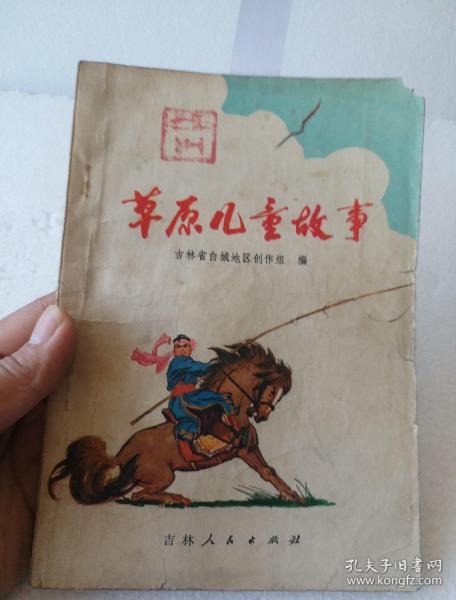 草原儿童故事
吉林省白城地区创作组 编
吉林人民出版社
孔夫子旧书网
www.kongfz.com